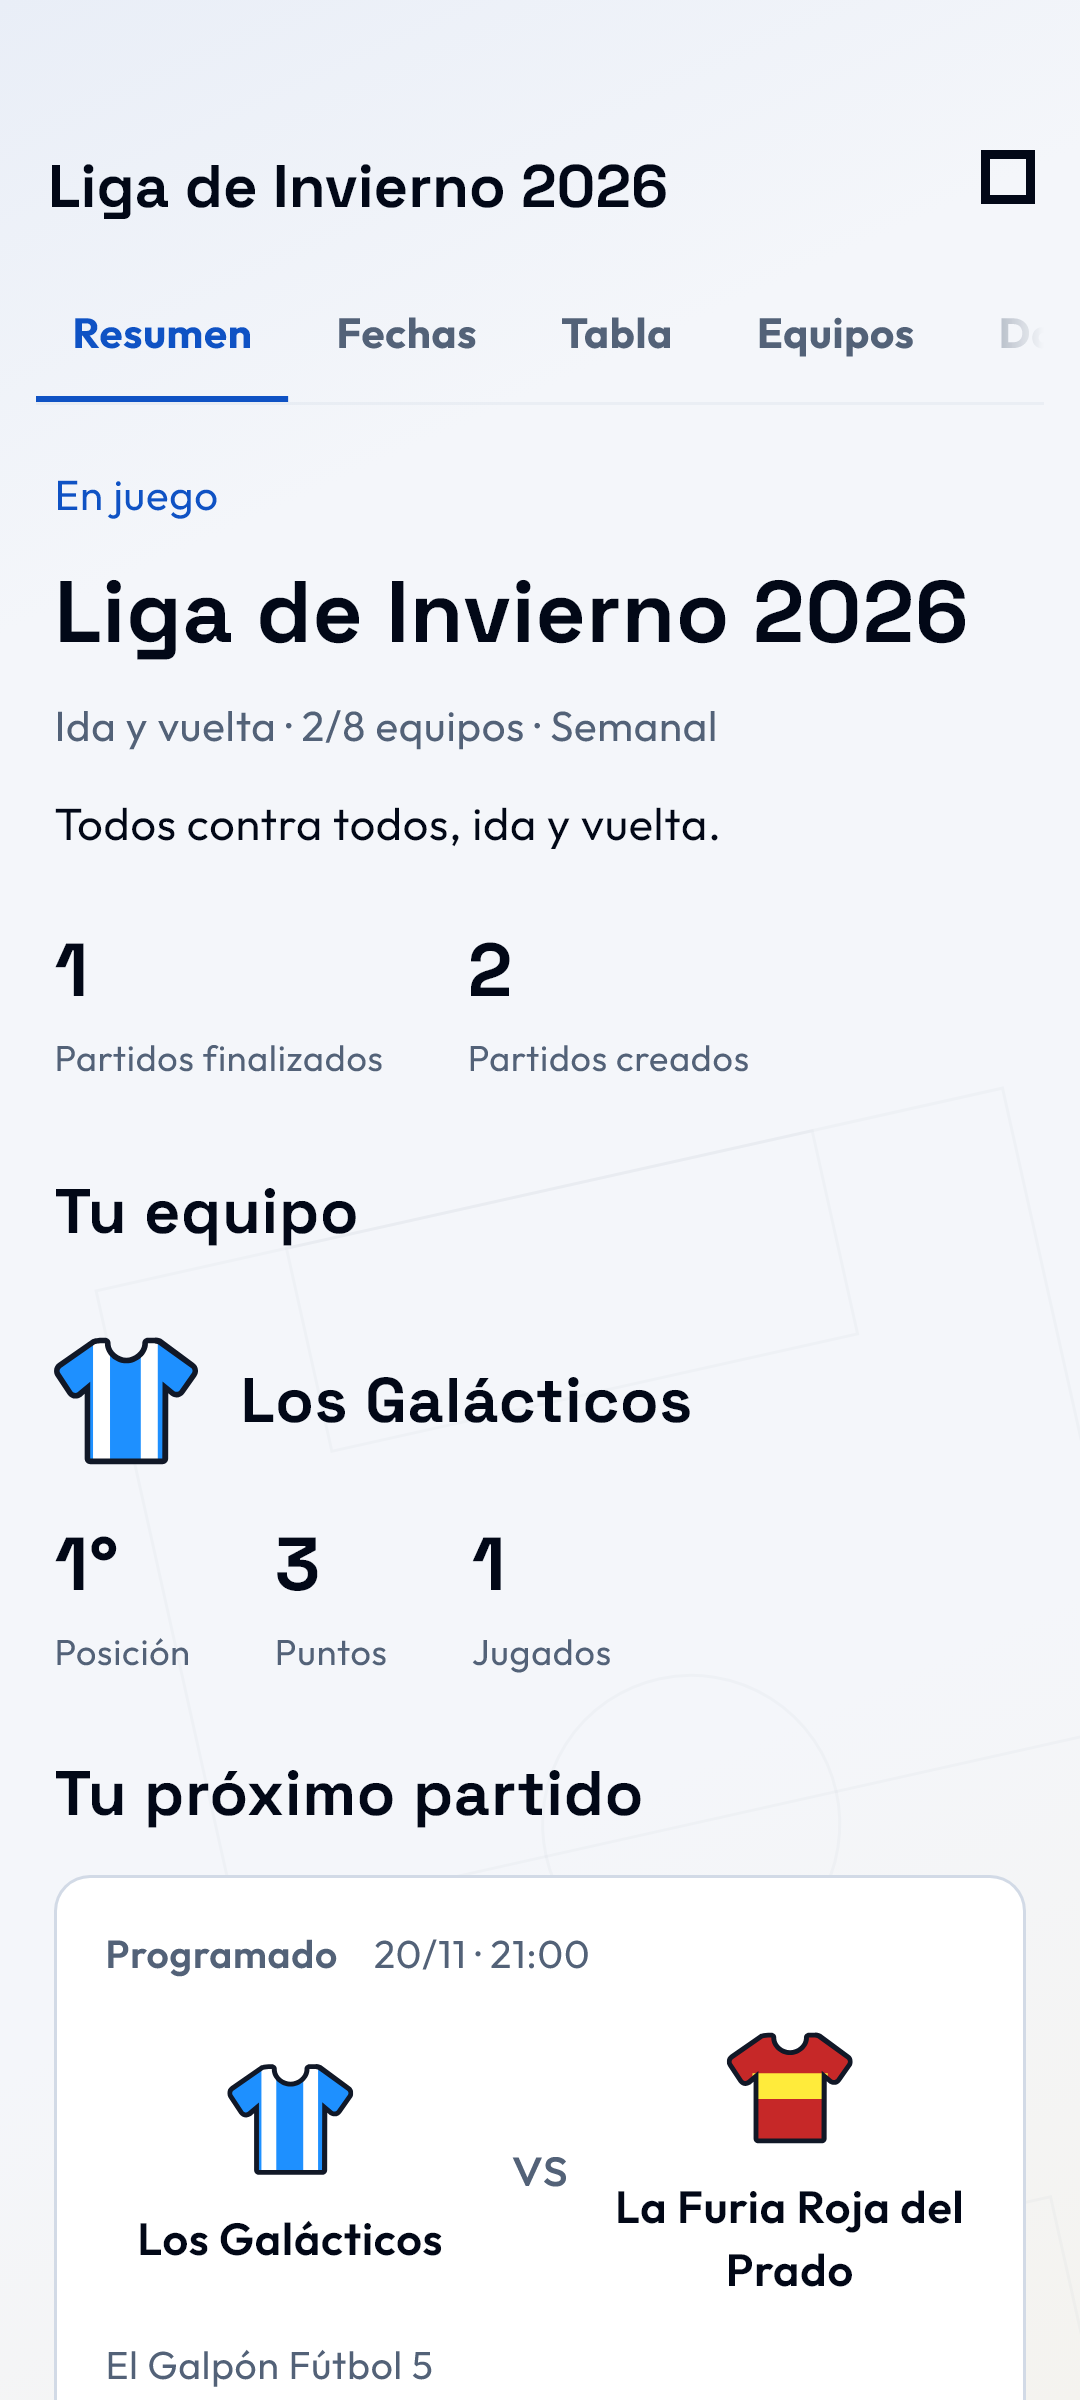 Liga de Invierno 2026
Resumen Fechas Tabla Equipos
En juego
Liga de Invierno 2026
Ida y vuelta · 2/8 equipos · Semanal
Todos contra todos, ida y vuelta.
1 2
Partidos finalizados Partidos creados
Tu equipo
Los Galácticos
1° 3 1
Posición Puntos Jugados
Tu próximo partido
Programado 20/11 · 21:00
vs
Los Galácticos
La Furia Roja del
Prado
El Galpón Fútbol 5